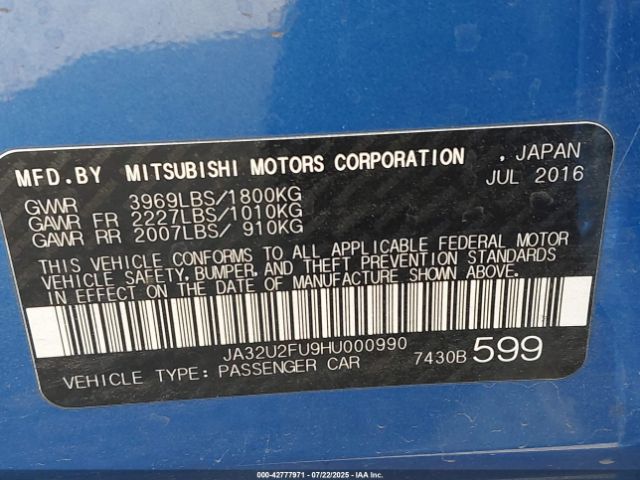 MFD.BY MITSUBISHI MOTORS CORPORATION , JAPAN
JUL 2016
GVWR 3969LBS/1800KG
GAWR FR 2227LBS/1010KG
GAWR RR 2007LBS/ 910KG
THIS VEHICLE CONFORMS TO ALL APPLICABLE FEDERAL MOTOR
VEHICLE SAFETY, BUMPER, AND THEFT PREVENTION STANDARDS
IN EFFECT ON THE DATE OF MANUFACTURE SHOWN ABOVE.
JA32U2FU9HU000990
VEHICLE TYPE: PASSENGER CAR 7430B 599
000-42777971 - 07/22/2025 - IAAI.COM